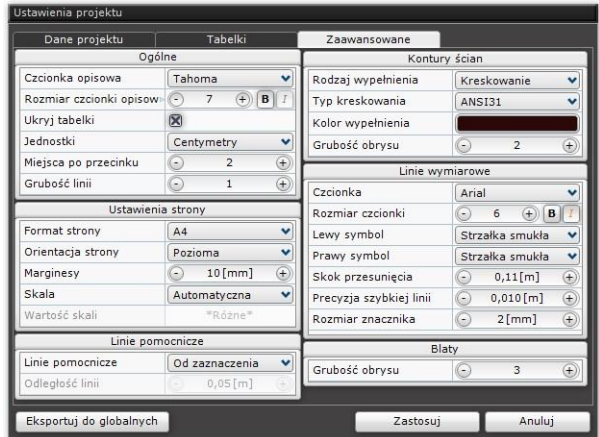 Ustawienia projektu
Dane projektu Tabelki Zaawansowane
Ogólne
Czcionka opisowa Tahoma
Rozmiar czcionki opisow 7 B I
Ukryj tabelki
Jednostki Centymetry
Miejsca po przecinku 2
Grubość linii 1
Ustawienia strony
Format strony A4
Orientacja strony Pozioma
Marginesy 10[mm]
Skala Automatyczna
Wartość skali *Różne*
Linie pomocnicze
Linie pomocnicze Od zaznaczenia
Odległość linii 0,05[m]
Kontury ścian
Rodzaj wypełnienia Kreskowanie
Typ kreskowania ANSI31
Kolor wypełnienia
Grubość obrysu 2
Linie wymiarowe
Czcionka Arial
Rozmiar czcionki 6 B I
Lewy symbol Strzałka smukła
Prawy symbol Strzałka smukła
Skok przesunięcia 0,11[m]
Precyzja szybkiej linii 0,010[m]
Rozmiar znacznika 2[mm]
Blaty
Grubość obrysu 3
Eksportuj do globalnych Zastosuj Anuluj